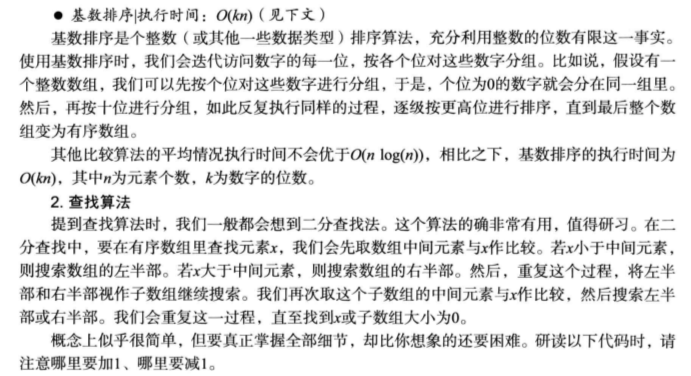 ● 基数排序|执行时间：O(kn)（见下文）
基数排序是个整数（或其他一些数据类型）排序算法，充分利用整数的位数有限这一事实。
使用基数排序时，我们会迭代访问数字的每一位，按各个位对这些数字分组。比如说，假设有一
个整数数组，我们可以先按个位对这些数字进行分组，于是，个位为0的数字就会分在同一组里。
然后，再按十位进行分组，如此反复执行同样的过程，逐级按更高位进行排序，直到最后整个数
组变为有序数组。
其他比较算法的平均情况执行时间不会优于O(n log(n))，相比之下，基数排序的执行时间为
O(kn)，其中n为元素个数，k为数字的位数。
2. 查找算法
提到查找算法时，我们一般都会想到二分查找法。这个算法的确非常有用，值得研习。在二
分查找中，要在有序数组里查找元素x，我们会先取数组中间元素与x作比较。若x小于中间元素，
则搜索数组的左半部。若x大于中间元素，则搜索数组的右半部。然后，重复这个过程，将左半
部和右半部视作子数组继续搜索。我们再次取这个子数组的中间元素与x作比较，然后搜索左半
部或右半部。我们会重复这一过程，直至找到x或子数组大小为0。
概念上似乎很简单，但要真正掌握全部细节，却比你想象的还要困难。研读以下代码时，请
注意哪里要加1、哪里要减1。